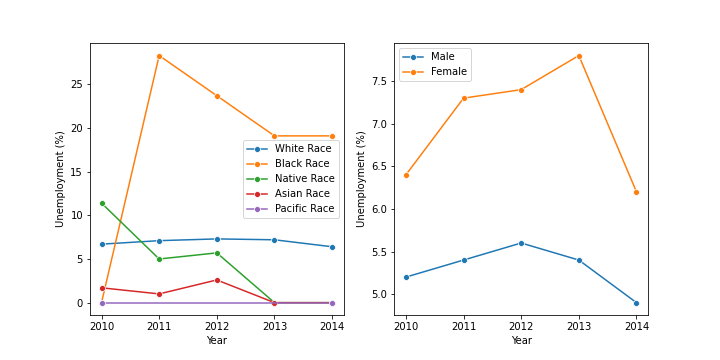 25
20
15
10
5
0
Unemployment (%)
White Race
Black Race
Native Race
Asian Race
Pacific Race
2010 2011 2012 2013 2014
Year
7.5
7.0
6.5
6.0
5.5
5.0
Unemployment (%)
Male
Female
2010 2011 2012 2013 2014
Year